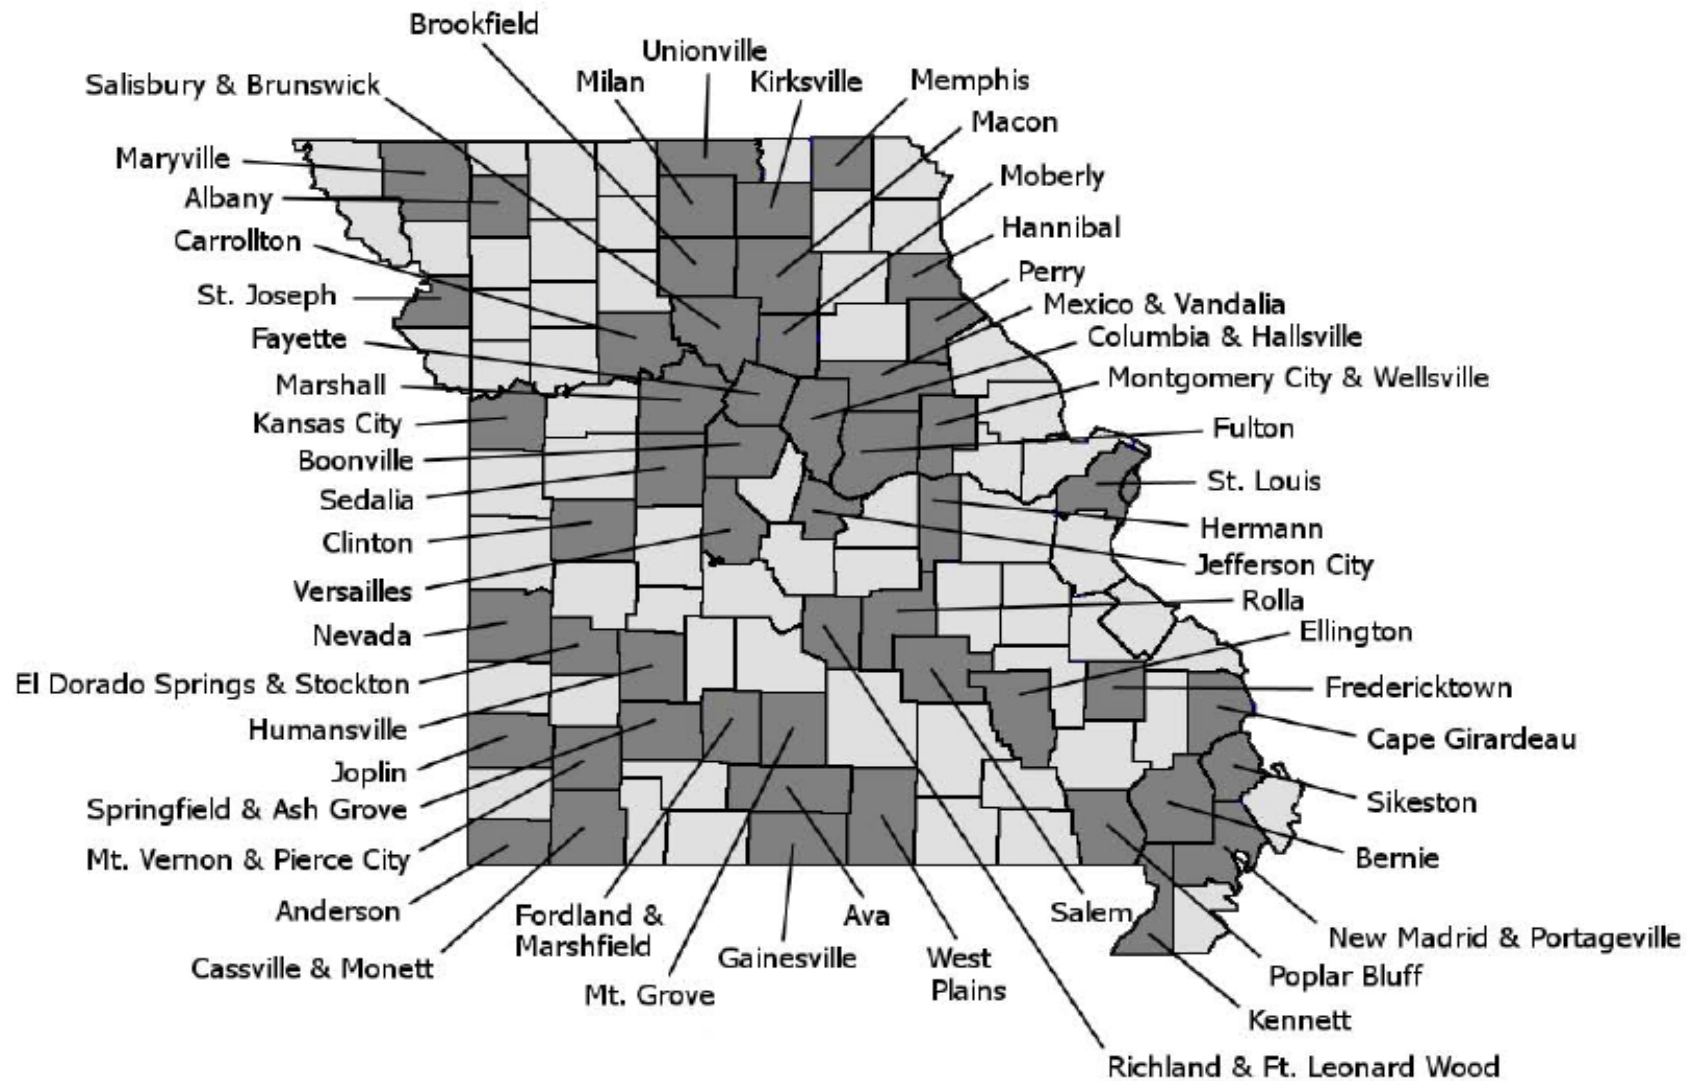 Brookfield
Unionville
Salisbury & Brunswick
Milan
Kirksville
Memphis
Macon
Maryville
Moberly
Albany
Hannibal
Carrollton
Perry
St. Joseph
Mexico & Vandalia
Fayette
Columbia & Hallsville
Marshall
Montgomery City & Wellsville
Kansas City
Fulton
Boonville
St. Louis
Sedalia
Hermann
Clinton
Jefferson City
Versailles
Rolla
Nevada
Ellington
El Dorado Springs & Stockton
Fredericktown
Humansville
Cape Girardeau
Joplin
Springfield & Ash Grove
Sikeston
Mt. Vernon & Pierce City
Bernie
Anderson
Fordland &
Marshfield
Ava
Salem
New Madrid & Portageville
Cassville & Monett
Gainesville
West
Plains
Poplar Bluff
Mt. Grove
Kennett
Richland & Ft. Leonard Wood